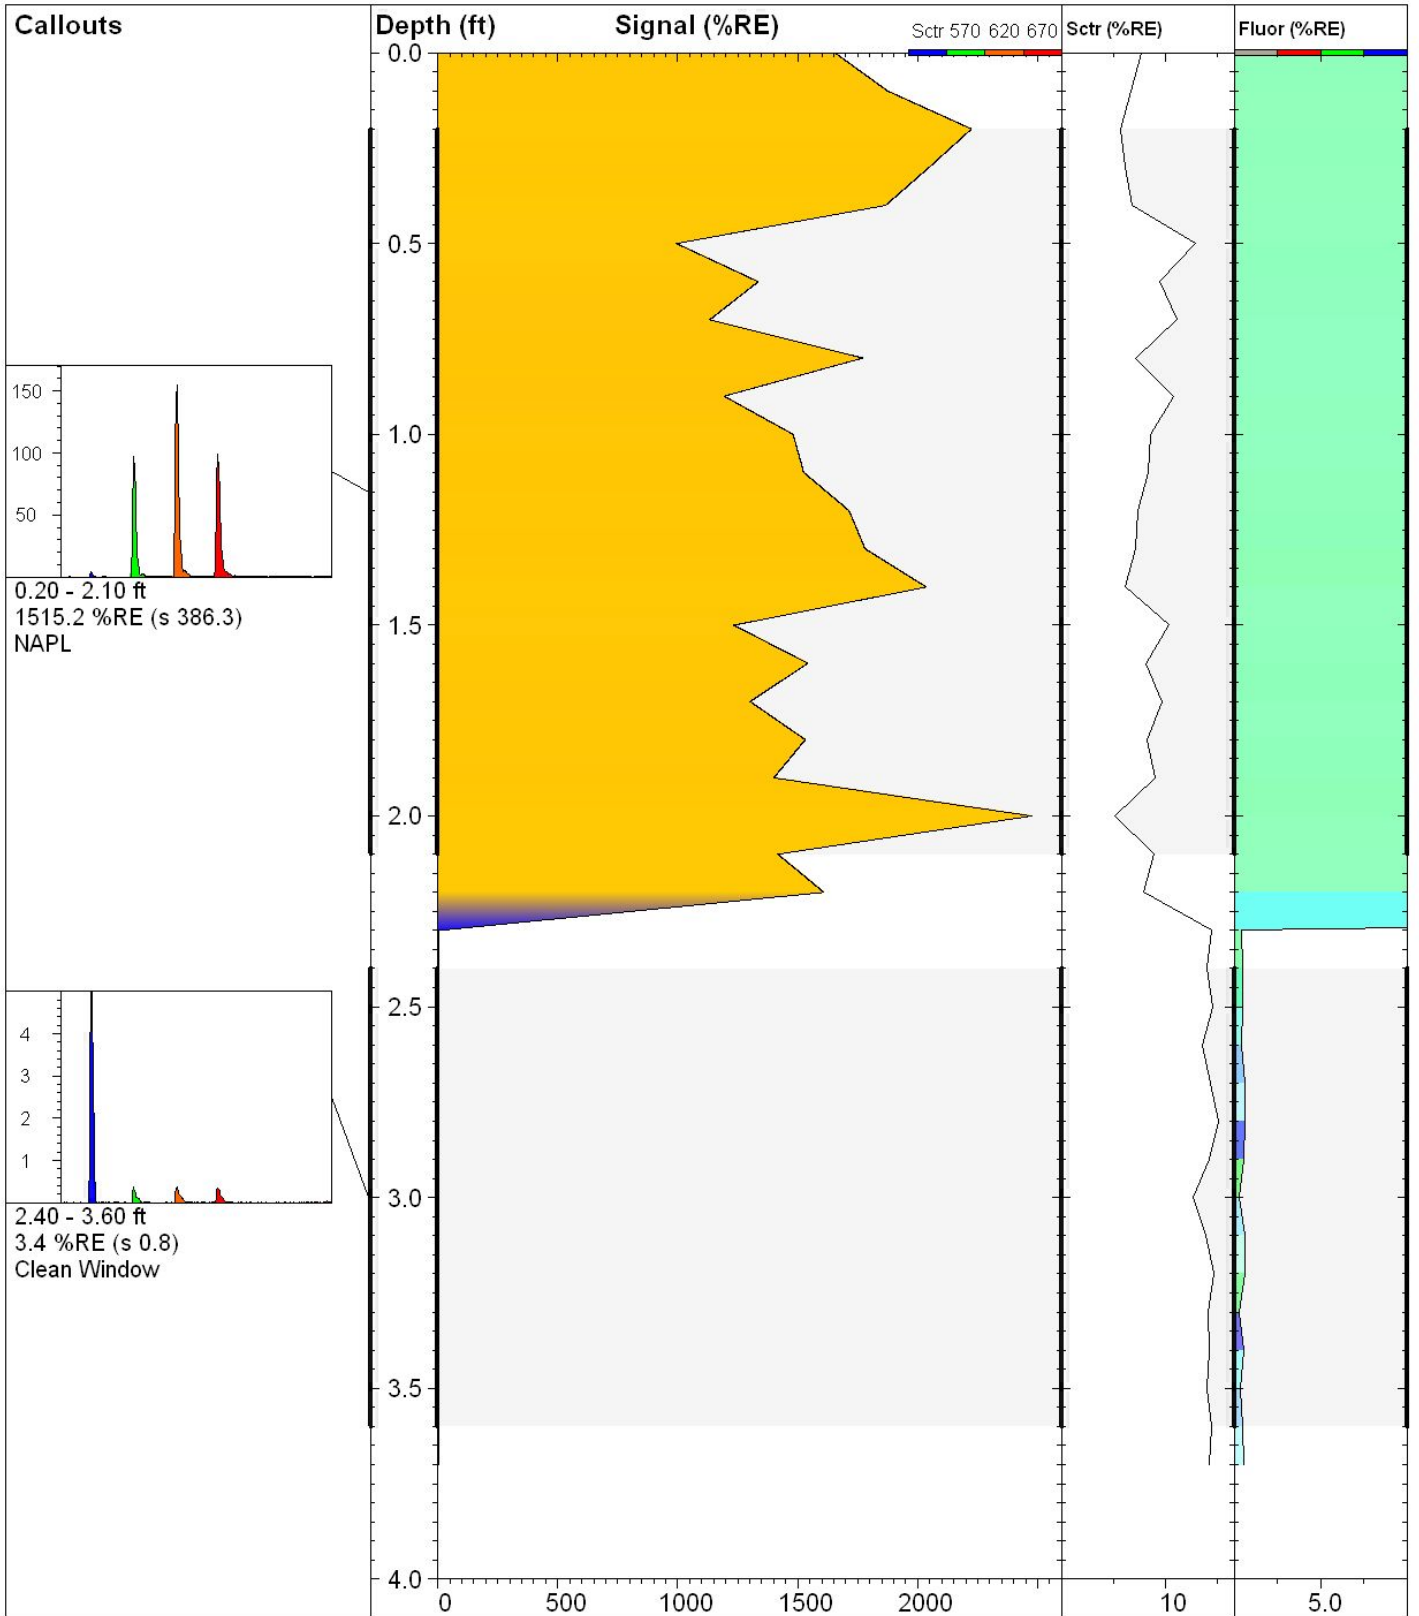 Callouts
Depth (ft)
Signal (%RE)
Sctr 570 620 670
Sctr (%RE)
Fluor (%RE)
0.0
0.5
1.0
1.5
2.0
2.5
3.0
3.5
4.0
150
100
50
0.20 - 2.10 ft
1515.2 %RE (s 386.3)
NAPL
4
3
2
1
2.40 - 3.60 ft
3.4 %RE (s 0.8)
Clean Window
0 500 1000 1500 2000
10
5.0